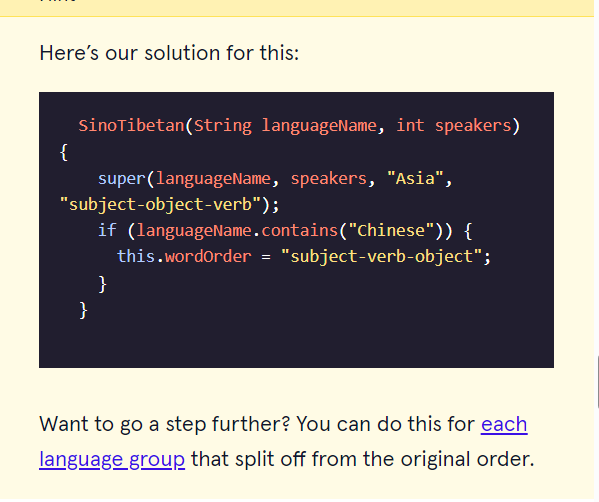 Here's our solution for this:
SinoTibetan(String languageName, int speakers)
{
super(languageName, speakers, "Asia",
"subject-object-verb");
if (languageName.contains("Chinese")) {
this.wordOrder = "subject-verb-object";
}
}
Want to go a step further? You can do this for each
language group that split off from the original order.